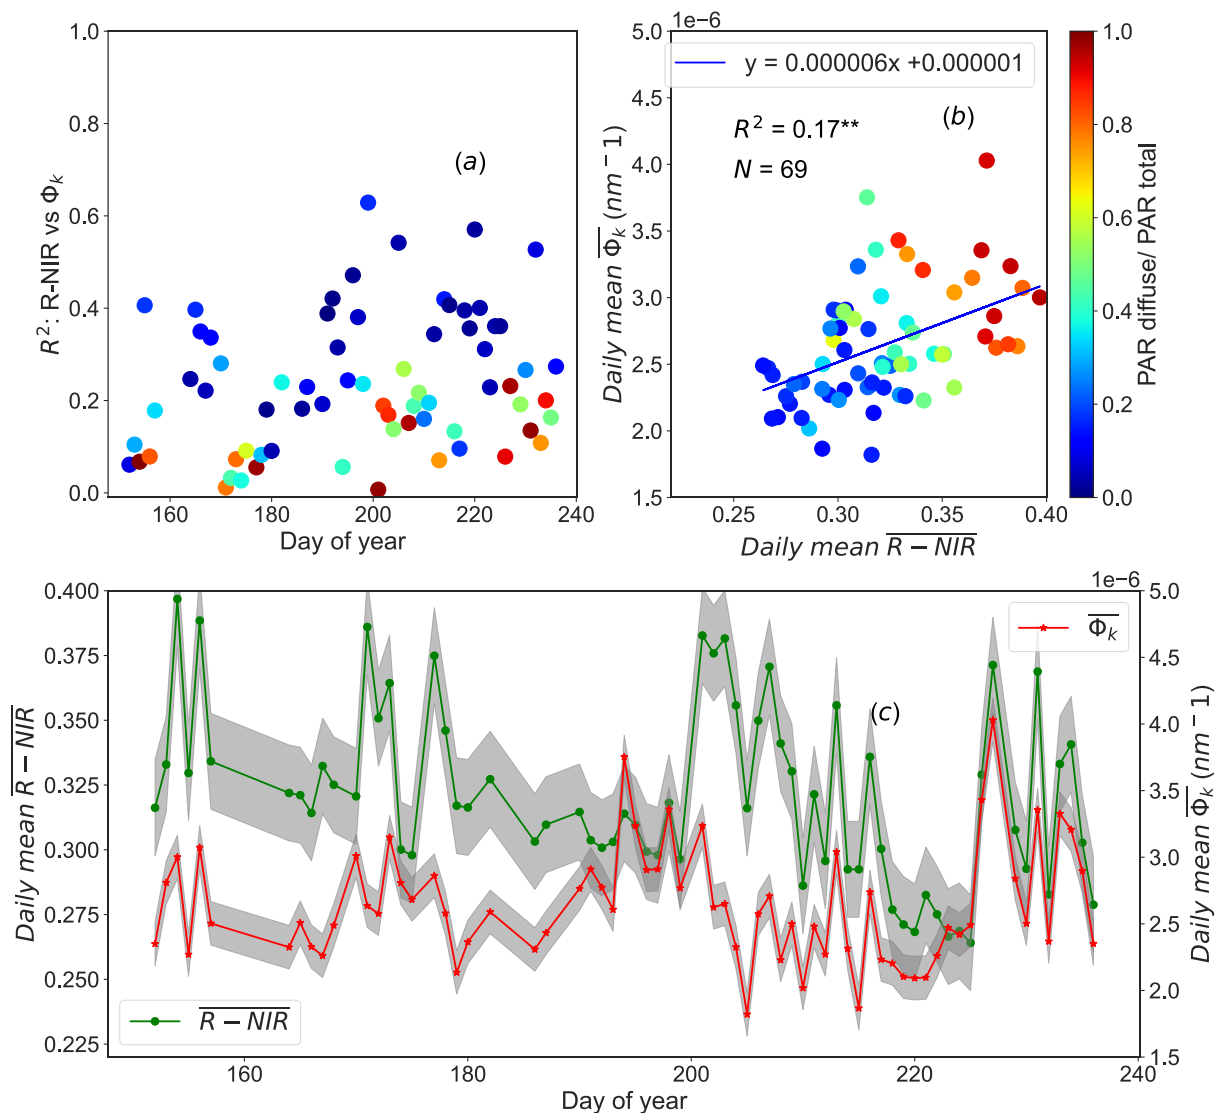 1.0
0.8
0.6
0.4
0.2
0.0
160
180
200
220
240
Day of year
R²: R-NIR vs Φₖ
(a)
1e−6
5.0
4.5
4.0
3.5
3.0
2.5
2.0
1.5
y = 0.000006x +0.000001
R² = 0.17**
N = 69
(b)
0.25
0.30
0.35
0.40
Daily mean R − NIR
Daily mean Φₖ (nm⁻1)
1.0
0.8
0.6
0.4
0.2
0.0
PAR diffuse/ PAR total
0.400
0.375
0.350
0.325
0.300
0.275
0.250
0.225
Daily mean R − NIR
1e−6
5.0
4.5
4.0
3.5
3.0
2.5
2.0
1.5
Daily mean Φₖ (nm⁻1)
Φₖ
(c)
R − NIR
160
180
200
220
240
Day of year